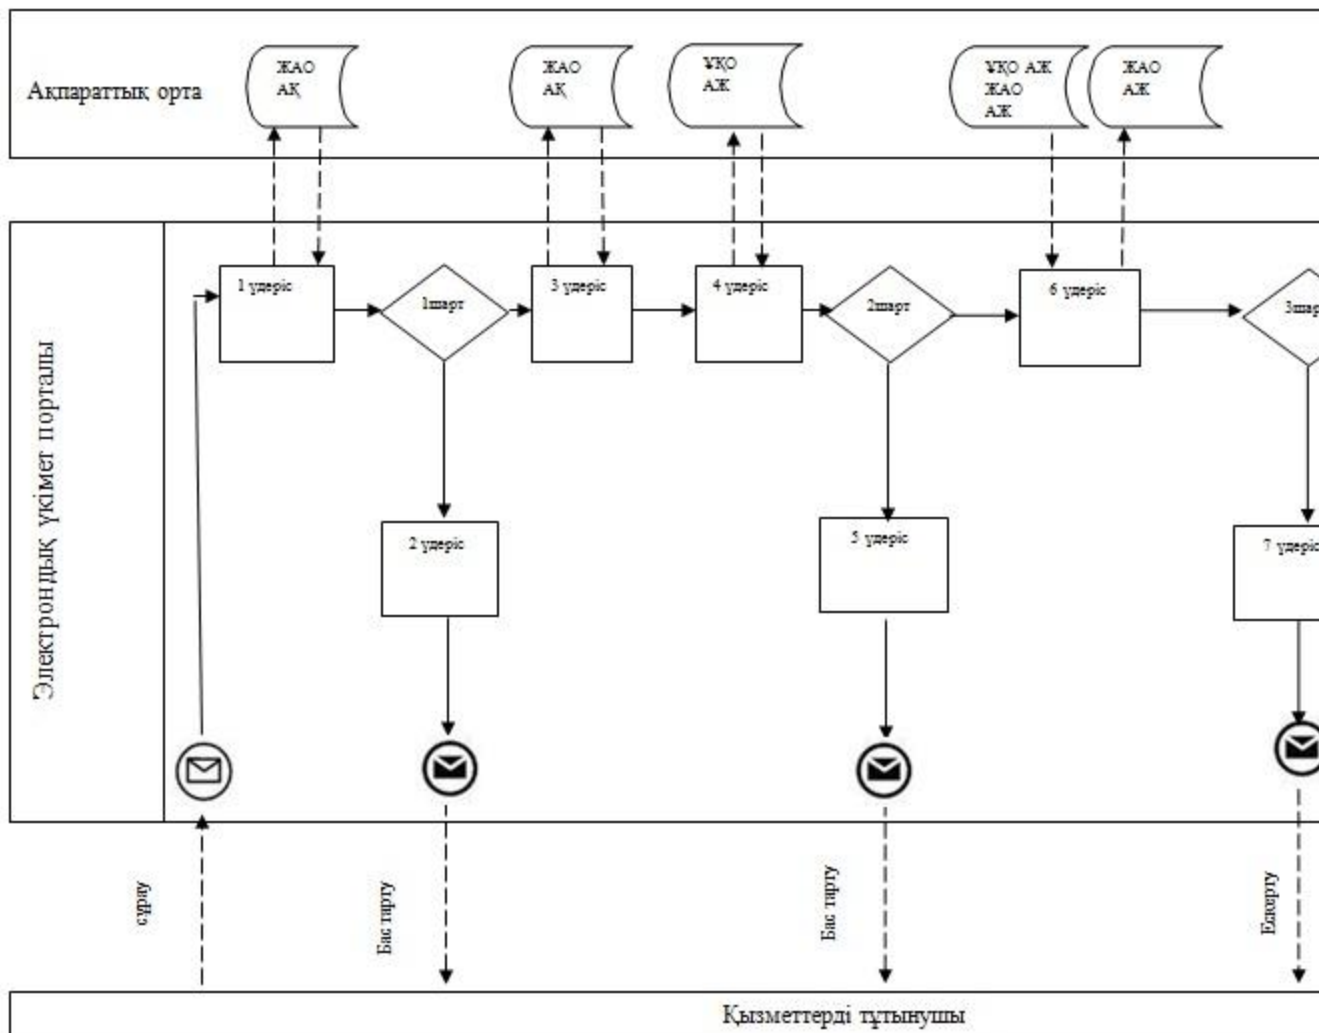 Ақпараттық орта
ЖАО
АҚ
ЖАО
АҚ
ҰҚО
АЖ
ҰҚО АЖ
ЖАО
АЖ
ЖАО
АЖ
Электрондық үкімет порталы
1 үдеріс
1шарт
3 үдеріс
4 үдеріс
2шарт
6 үдеріс
3шар
2 үдеріс
5 үдеріс
7 үдеріс
сұрау
Бас тарту
Бас тарту
Қызметтерді тұтынушы